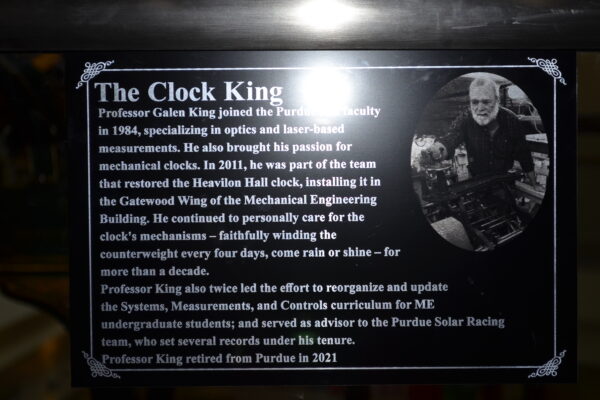 The Clock King
Professor Galen King joined the Purdue faculty
in 1984, specializing in optics and laser-based
measurements. He also brought his passion for
mechanical clocks. In 2011, he was part of the team
that restored the Heavilon Hall clock, installing it in
the Gatewood Wing of the Mechanical Engineering
Building. He continued to personally care for the
clock's mechanisms – faithfully winding the
counterweight every four days, come rain or shine – for
more than a decade.
Professor King also twice led the effort to reorganize and update
the Systems, Measurements, and Controls curriculum for ME
undergraduate students; and served as advisor to the Purdue Solar Racing
team, who set several records under his tenure.
Professor King retired from Purdue in 2021